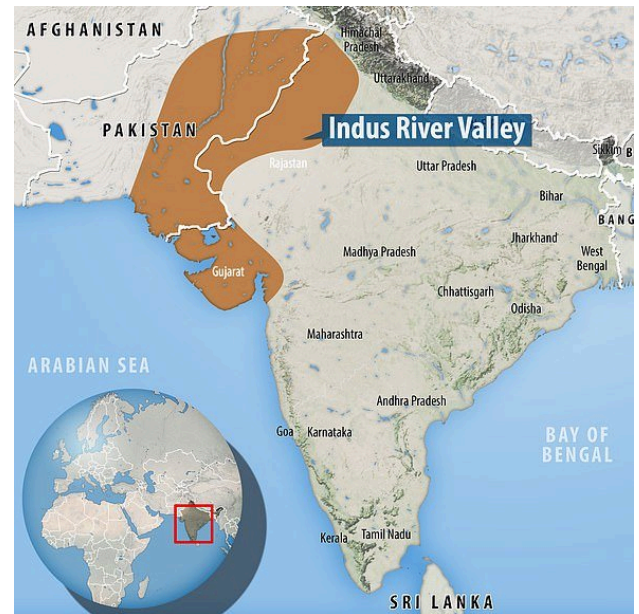 AFGHANISTAN
Himachal
Pradesh
Uttarakhand
PAKISTAN
Indus River Valley
Sikkim
B
Rajastan
Uttar Pradesh
Bihar
BANG
Jharkhand
West
Bengal
Madhya Pradesh
Gujarat
Chhattisgarh
Odisha
Maharashtra
ARABIAN SEA
Andhra Pradesh
Goa
Karnataka
BAY OF
BENGAL
Kerala
Tamil Nadu
SRI LANKA